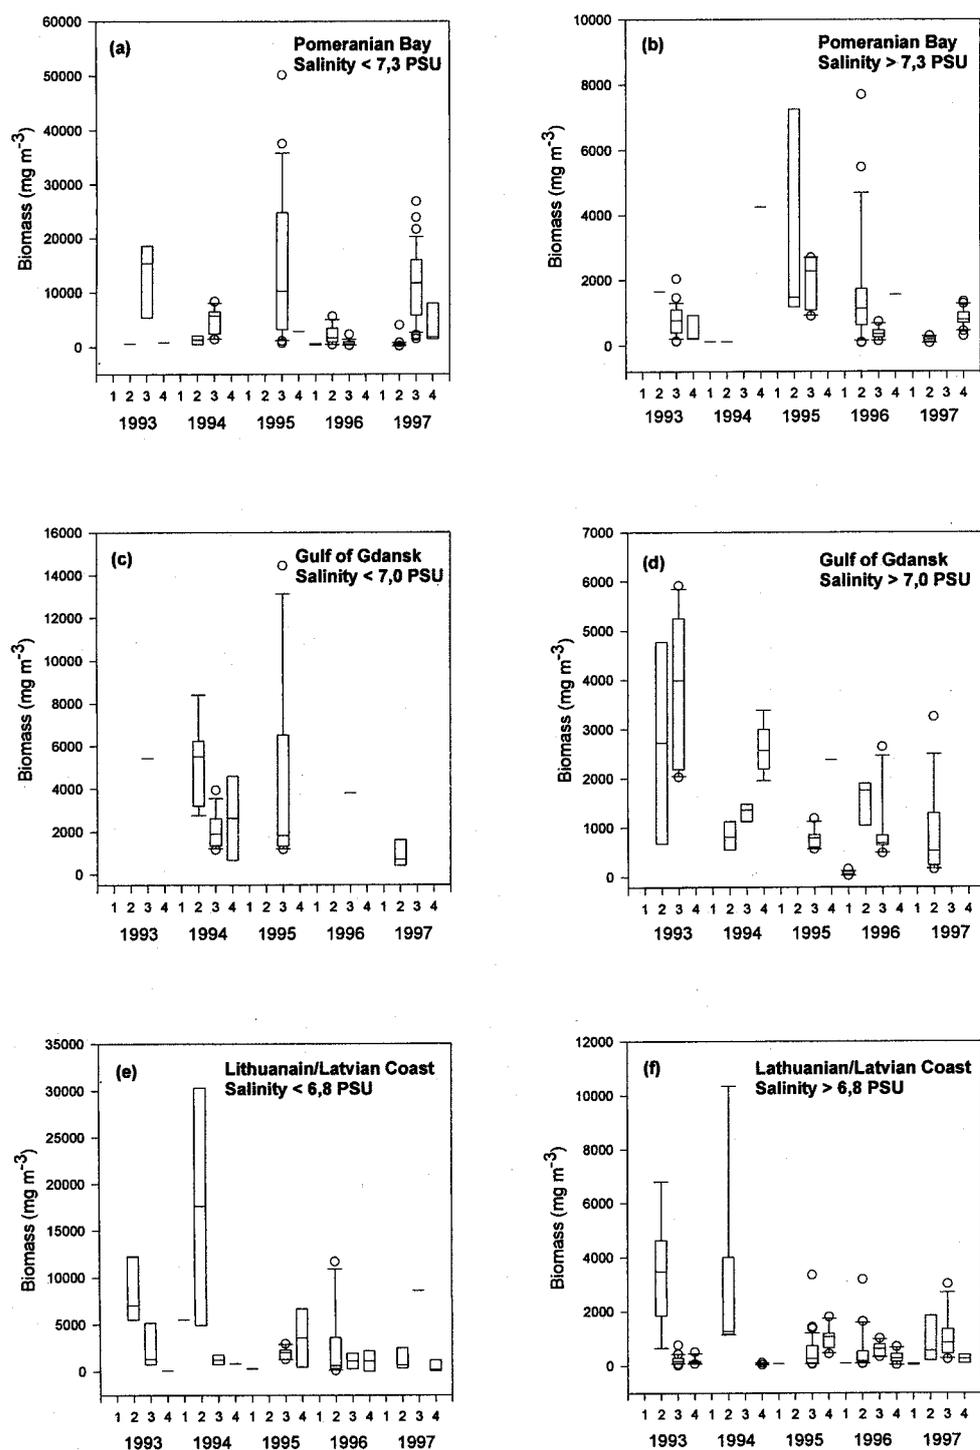 (a)
Pomeranian Bay
Salinity < 7,3 PSU
Biomass (mg m-3)
60000
50000
40000
30000
20000
10000
0
1 2 3 4 1 2 3 4 1 2 3 4 1 2 3 4 1 2 3 4
1993 1994 1995 1996 1997
(b)
Pomeranian Bay
Salinity > 7,3 PSU
Biomass (mg m-3)
10000
8000
6000
4000
2000
0
1 2 3 4 1 2 3 4 1 2 3 4 1 2 3 4 1 2 3 4
1993 1994 1995 1996 1997
(c)
Gulf of Gdansk
Salinity < 7,0 PSU
Biomass (mg m-3)
16000
14000
12000
10000
8000
6000
4000
2000
0
1 2 3 4 1 2 3 4 1 2 3 4 1 2 3 4 1 2 3 4
1993 1994 1995 1996 1997
(d)
Gulf of Gdansk
Salinity > 7,0 PSU
Biomass (mg m-3)
7000
6000
5000
4000
3000
2000
1000
0
1 2 3 4 1 2 3 4 1 2 3 4 1 2 3 4 1 2 3 4
1993 1994 1995 1996 1997
(e)
Lithuanain/Latvian Coast
Salinity < 6,8 PSU
Biomass (mg m-3)
35000
30000
25000
20000
15000
10000
5000
0
1 2 3 4 1 2 3 4 1 2 3 4 1 2 3 4 1 2 3 4
1993 1994 1995 1996 1997
(f)
Lathuanian/Latvian Coast
Salinity > 6,8 PSU
Biomass (mg m-3)
12000
10000
8000
6000
4000
2000
0
1 2 3 4 1 2 3 4 1 2 3 4 1 2 3 4 1 2 3 4
1993 1994 1995 1996 1997